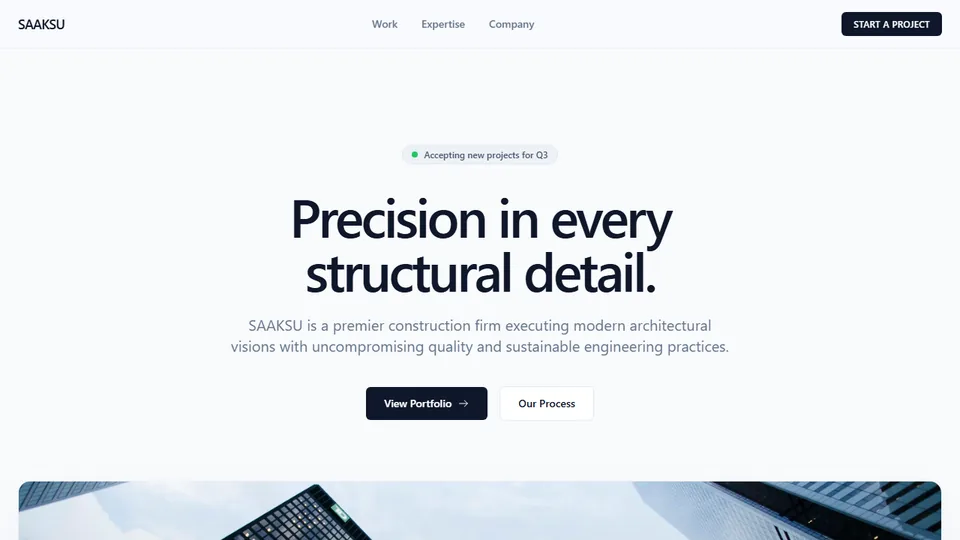 SAAKSU
Work
Expertise
Company
START A PROJECT
Accepting new projects for Q3
Precision in every
structural detail.
SAAKSU is a premier construction firm executing modern architectural
visions with uncompromising quality and sustainable engineering practices.
View Portfolio →
Our Process